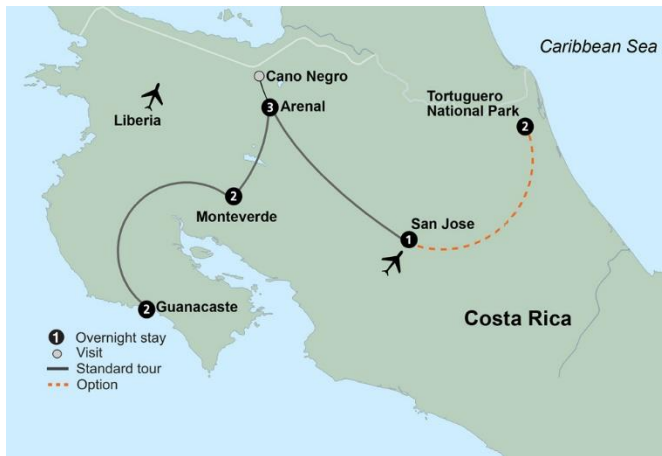 Caribbean Sea
Cano Negro
Tortuguero
National Park
2
3
Arenal
Liberia
2
Monteverde
San Jose
1
2
Guanacaste
Costa Rica
1 Overnight stay
Visit
Standard tour
Option